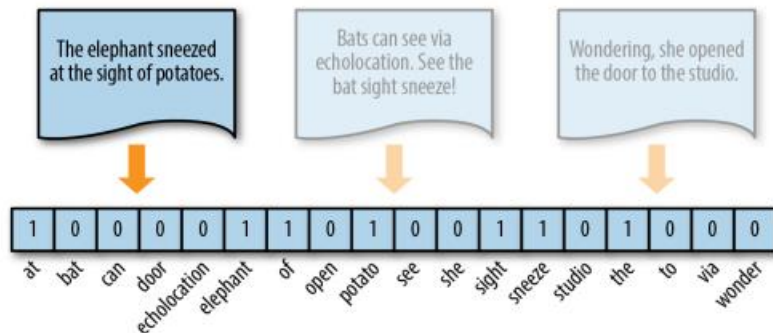 The elephant sneezed
at the sight of potatoes.
Bats can see via
echolocation. See the
bat sight sneeze!
Wondering, she opened
the door to the studio.
1 0 0 0 0 1 1 0 1 0 0 1 1 0 1 0 0 0
at bat can door echolocation elephant of open potato see she sight sneeze studio the to via wonder